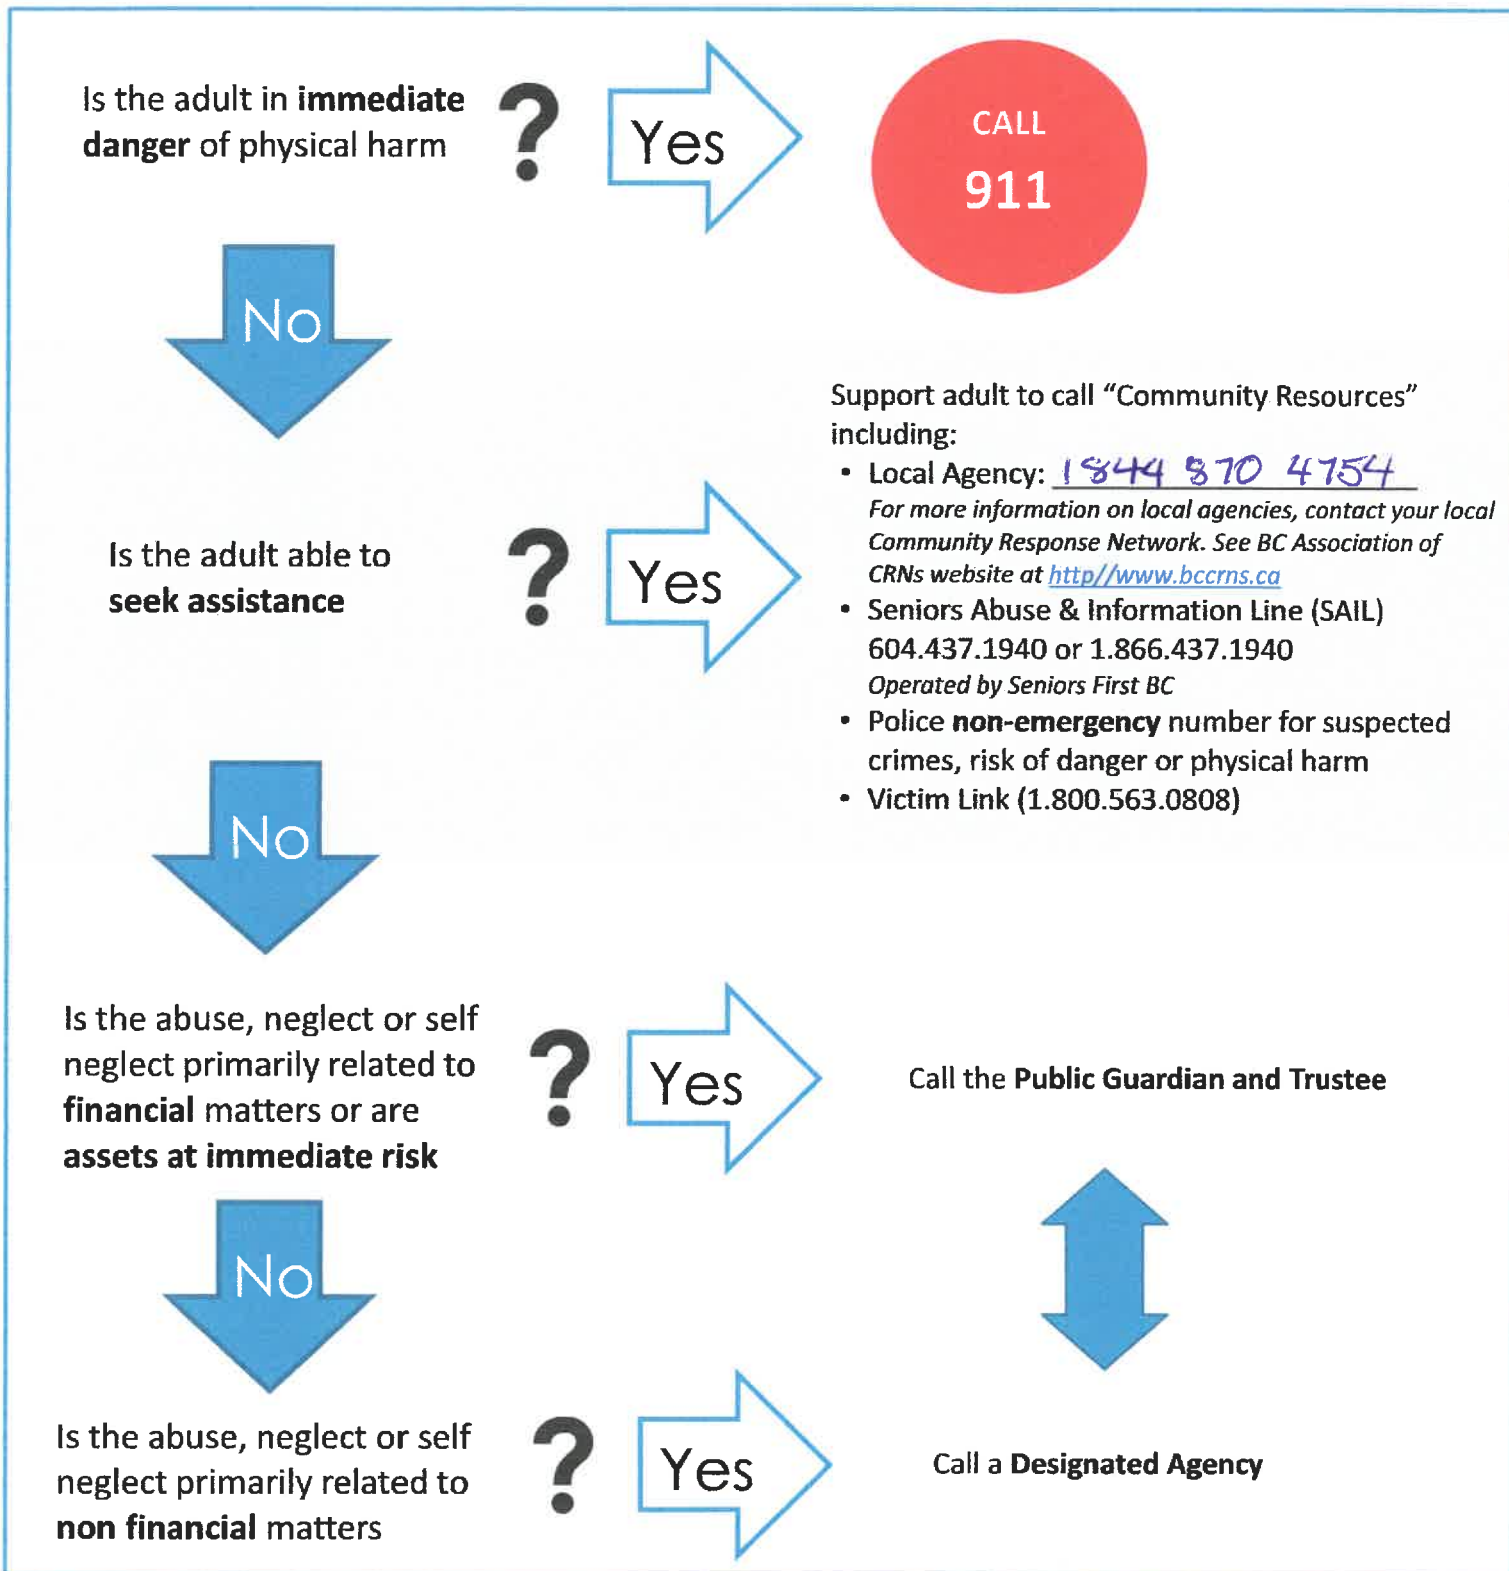 Is the adult in immediate
danger of physical harm
?
Yes
CALL
911
No
Is the adult able to
seek assistance
?
Yes
Support adult to call “Community Resources”
including:
• Local Agency: 1844 870 4754
For more information on local agencies, contact your local
Community Response Network. See BC Association of
CRNs website at http//www.bccrns.ca
• Seniors Abuse & Information Line (SAIL)
604.437.1940 or 1.866.437.1940
Operated by Seniors First BC
• Police non-emergency number for suspected
crimes, risk of danger or physical harm
• Victim Link (1.800.563.0808)
No
Is the abuse, neglect or self
neglect primarily related to
financial matters or are
assets at immediate risk
?
Yes
Call the Public Guardian and Trustee
No
Is the abuse, neglect or self
neglect primarily related to
non financial matters
?
Yes
Call a Designated Agency